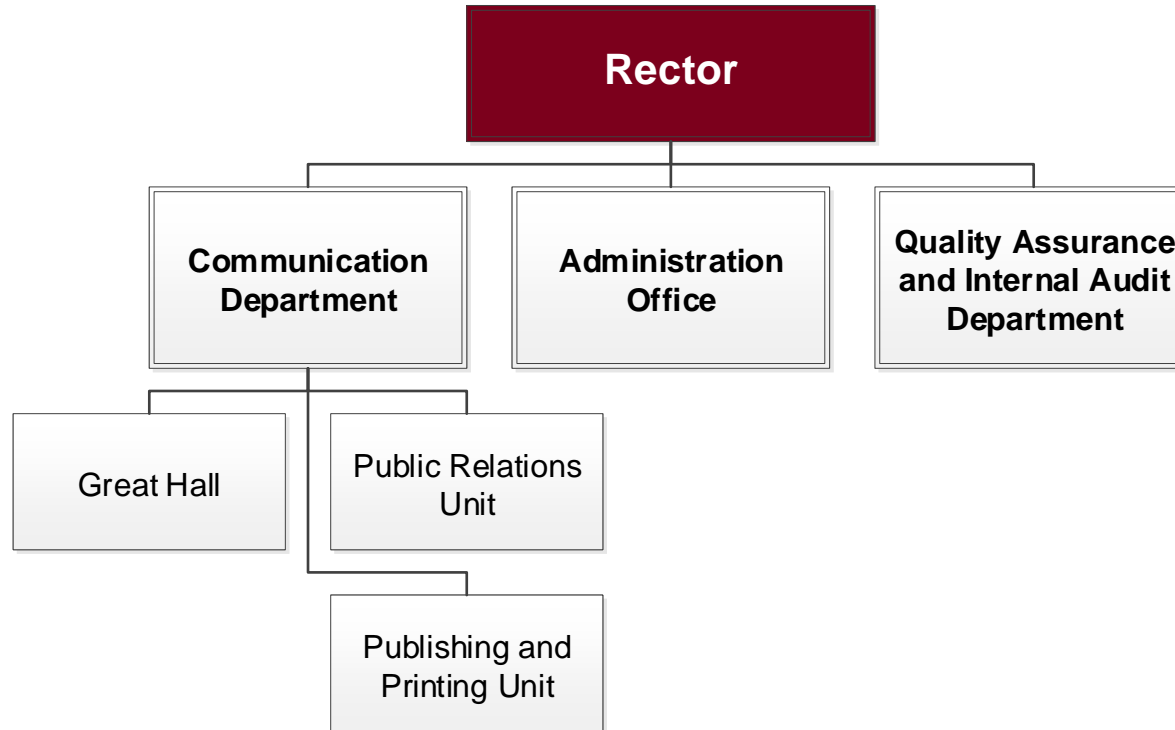 Rector
Communication
Department
Administration
Office
Quality Assurance
and Internal Audit
Department
Great Hall
Public Relations
Unit
Publishing and
Printing Unit